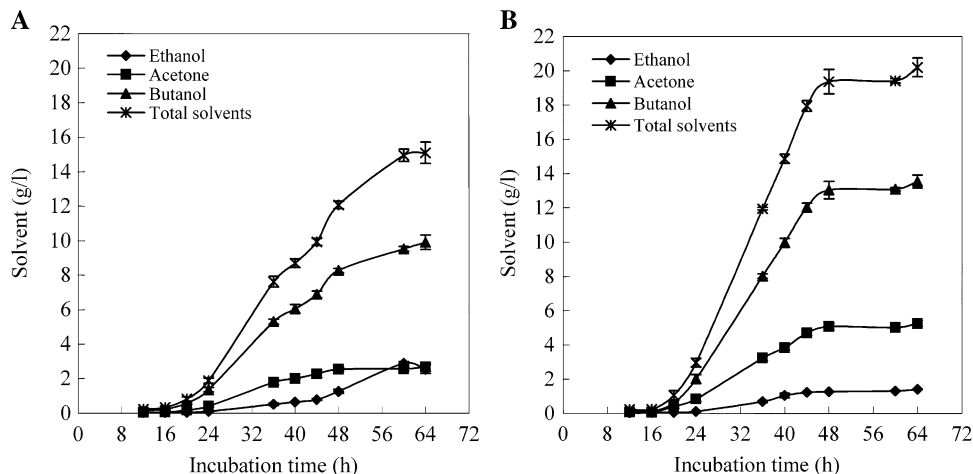 A
22
20
18
16
14
12
10
8
6
4
2
0
Solvent (g/l)
Ethanol
Acetone
Butanol
Total solvents
0 8 16 24 32 40 48 56 64 72
Incubation time (h)
B
22
20
18
16
14
12
10
8
6
4
2
0
Solvent (g/l)
Ethanol
Acetone
Butanol
Total solvents
0 8 16 24 32 40 48 56 64 72
Incubation time (h)